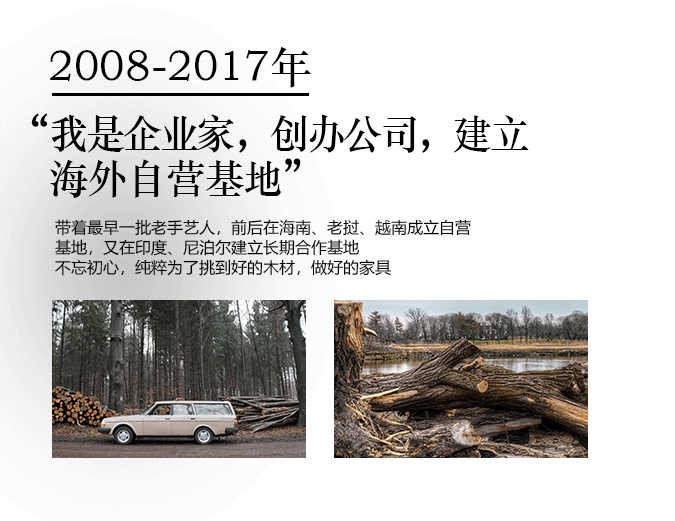 2008-2017年
“我是企业家，创办公司，建立
海外自营基地”
带着最早一批老手艺人，前后在海南、老挝、越南成立自营
基地，又在印度、尼泊尔建立长期合作基地
不忘初心，纯粹为了挑到好的木材，做好的家具